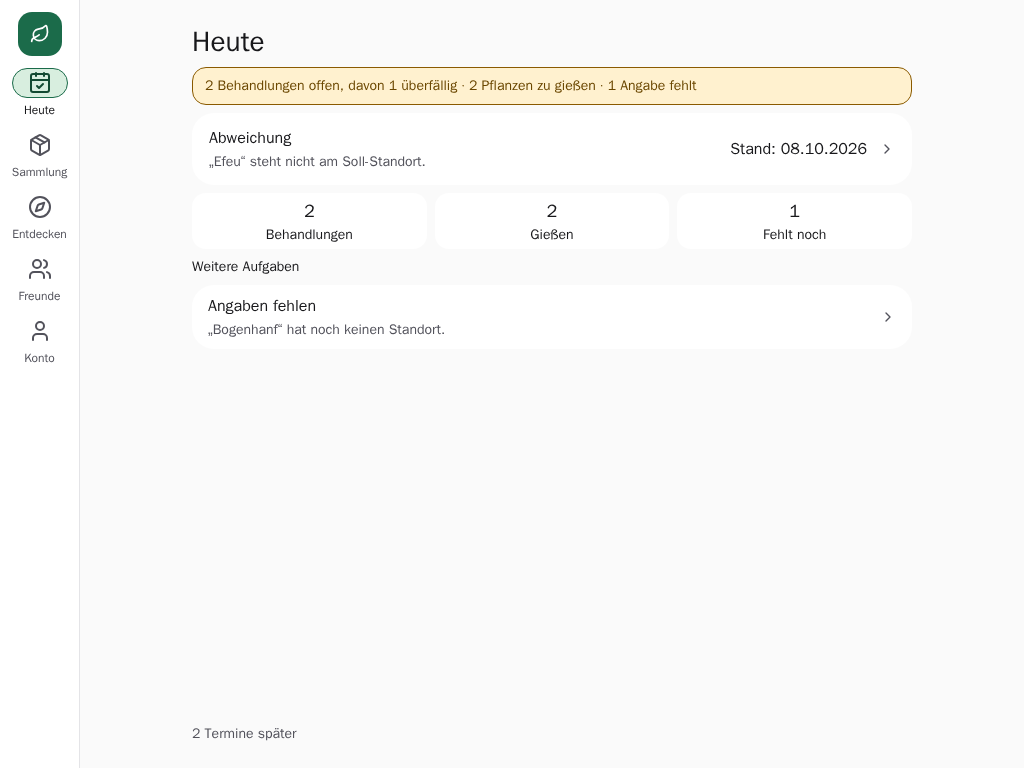 Heute
Heute
Sammlung
Entdecken
Freunde
Konto
2 Behandlungen offen, davon 1 überfällig · 2 Pflanzen zu gießen · 1 Angabe fehlt
Abweichung
„Efeu“ steht nicht am Soll-Standort.
Stand: 08.10.2026
2
Behandlungen
2
Gießen
1
Fehlt noch
Weitere Aufgaben
Angaben fehlen
„Bogenhanf“ hat noch keinen Standort.
2 Termine später